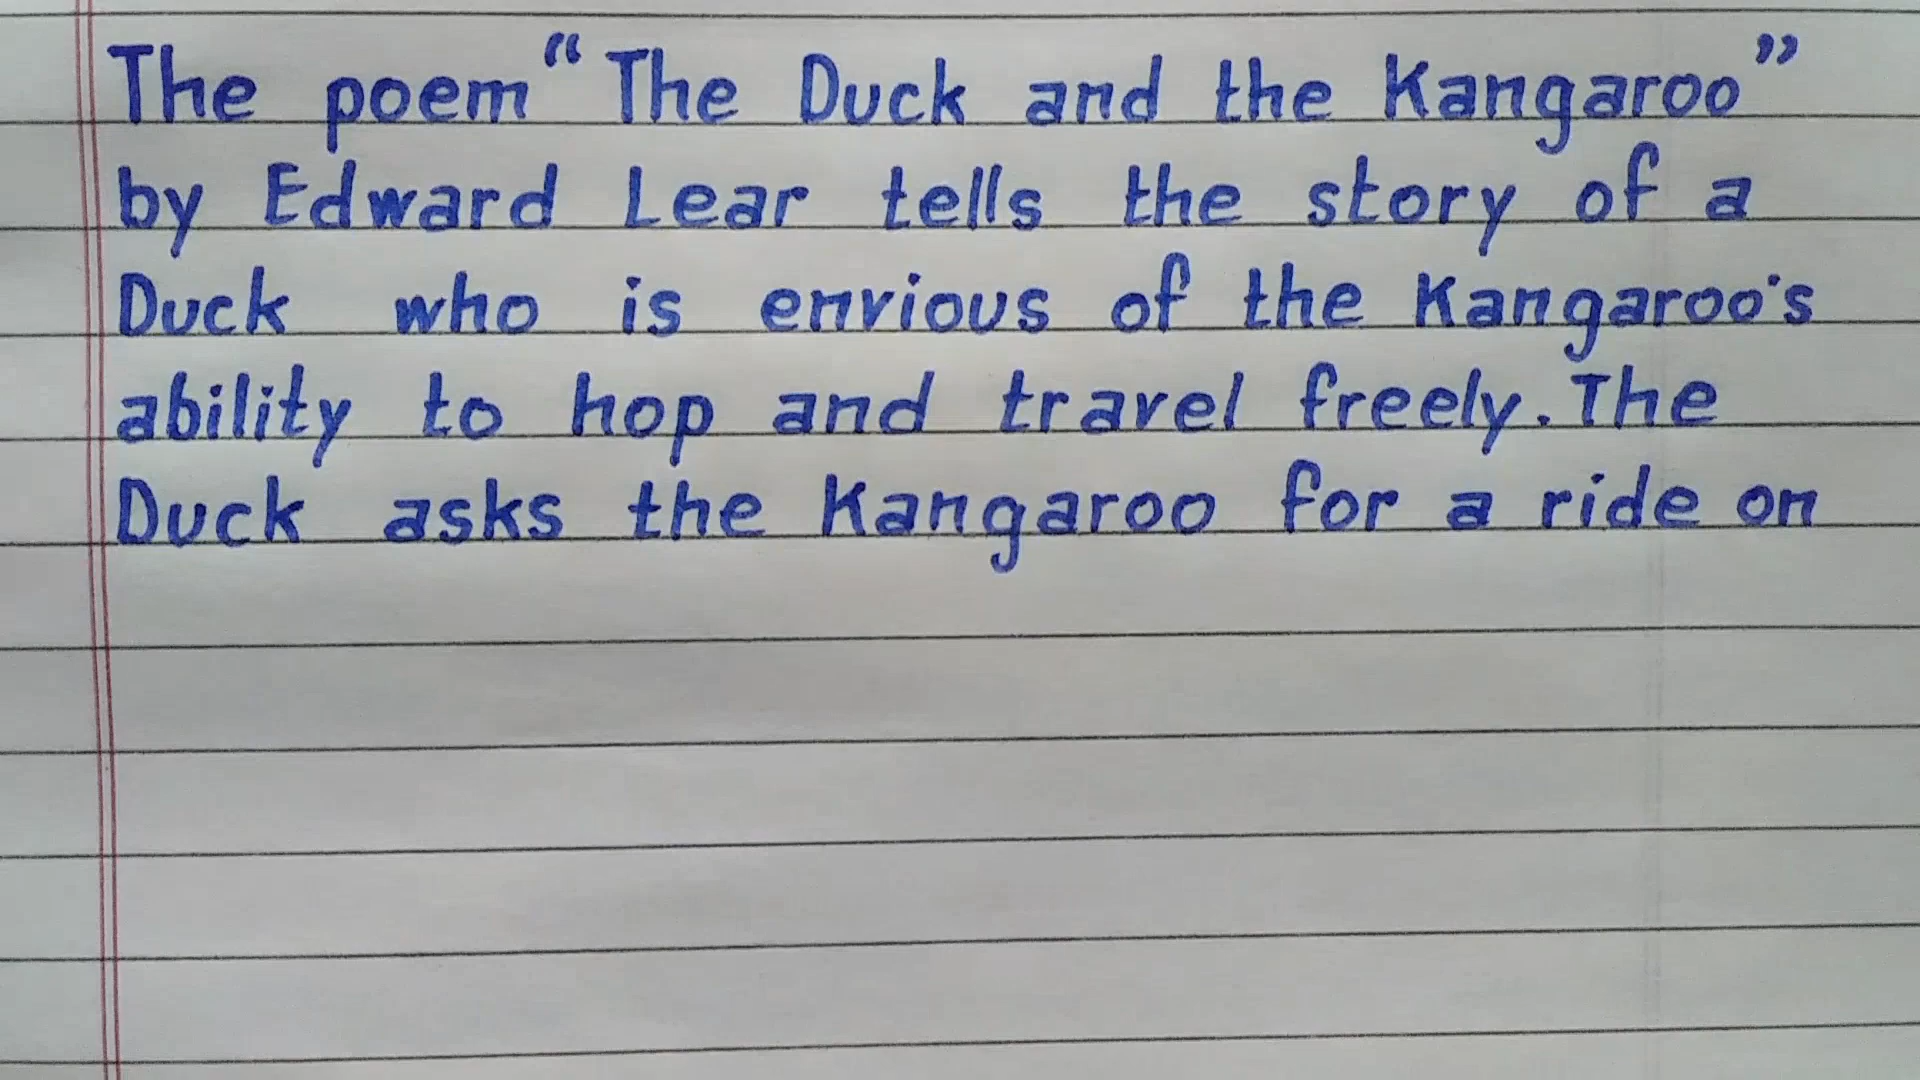 The poem “The Duck and the Kangaroo”
by Edward Lear tells the story of a
Duck who is envious of the Kangaroo's
ability to hop and travel freely. The
Duck asks the Kangaroo for a ride on